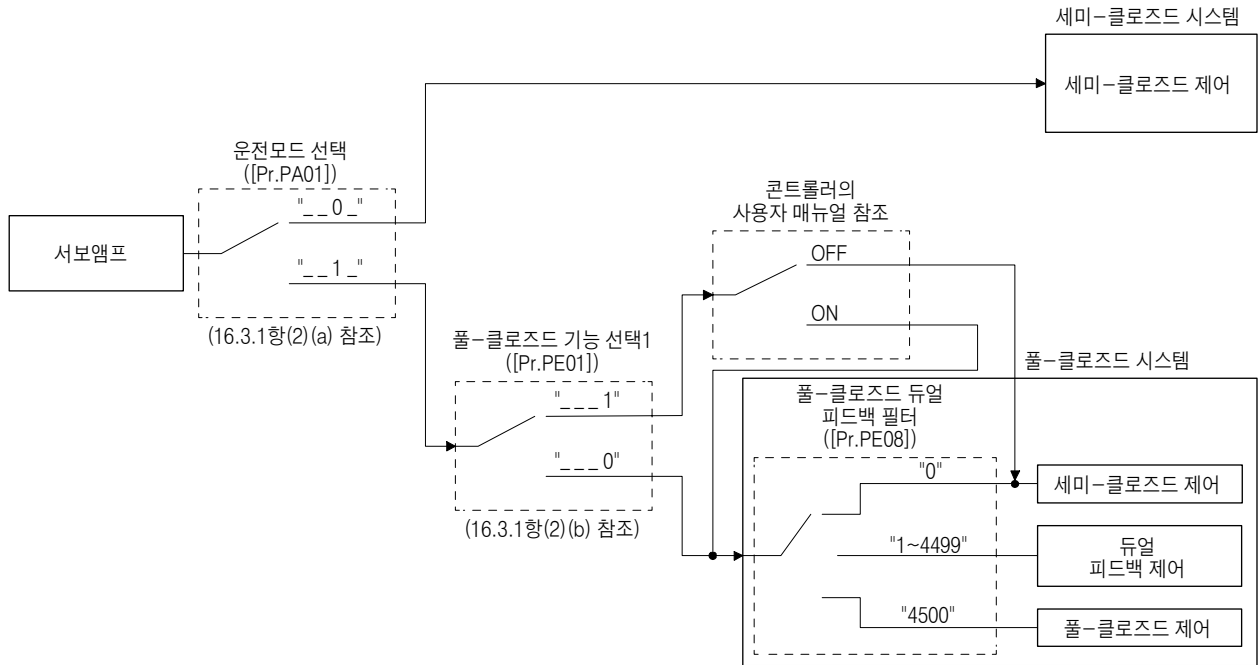 세미-클로즈드 시스템
세미-클로즈드 제어
운전모드 선택
([Pr.PA01])
"_ _ 0 _"
서보앰프
"_ _ 1 _"
(16.3.1항(2)(a) 참조)
콘트롤러의
사용자 매뉴얼 참조
OFF
ON
풀-클로즈드 기능 선택1
([Pr.PE01])
"_ _ _ 1"
"_ _ _ 0"
(16.3.1항(2)(b) 참조)
풀-클로즈드 시스템
풀-클로즈드 듀얼
피드백 필터
([Pr.PE08])
"0"
세미-클로즈드 제어
"1~4499"
듀얼
피드백 제어
"4500"
풀-클로즈드 제어